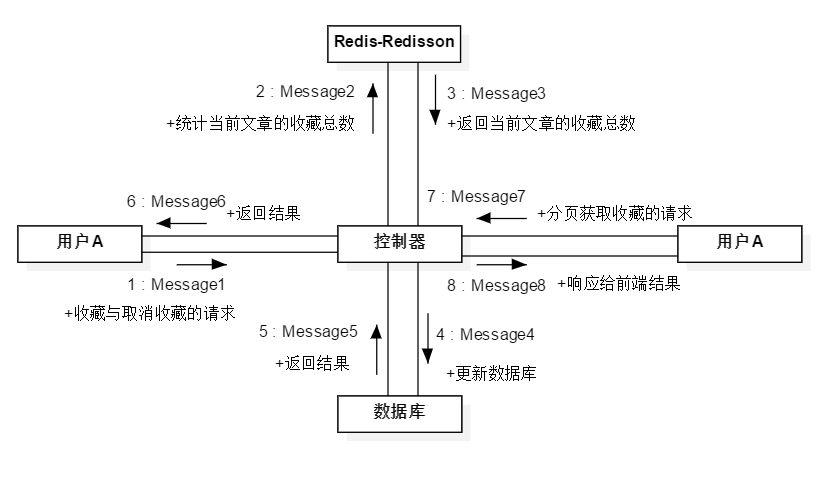 Redis-Redisson
2 : Message2
3 : Message3
+统计当前文章的收藏总数
+返回当前文章的收藏总数
6 : Message6
7 : Message7
+返回结果
+分页获取收藏的请求
用户A
控制器
用户A
1 : Message1
8 : Message8
+响应给前端结果
+收藏与取消收藏的请求
5 : Message5
4 : Message4
+返回结果
+更新数据库
数据库